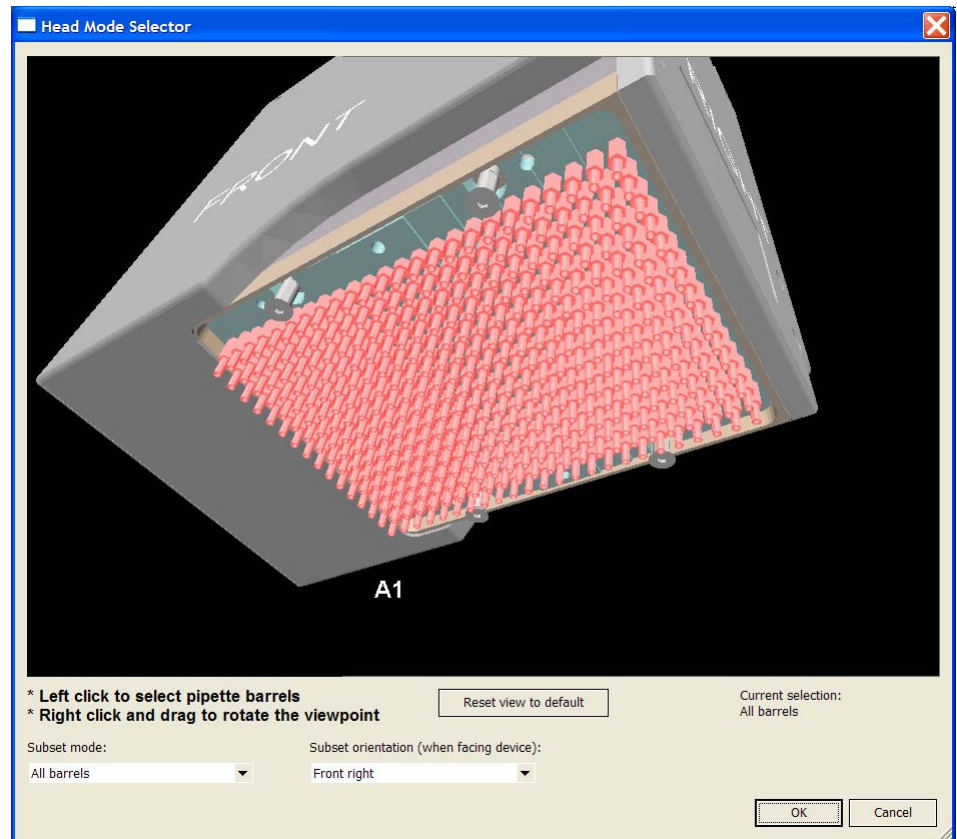 Head Mode Selector
FRONT
A1
* Left click to select pipette barrels
* Right click and drag to rotate the viewpoint
Reset view to default
Current selection:
All barrels
Subset mode:
Subset orientation (when facing device):
All barrels
Front right
OK
Cancel